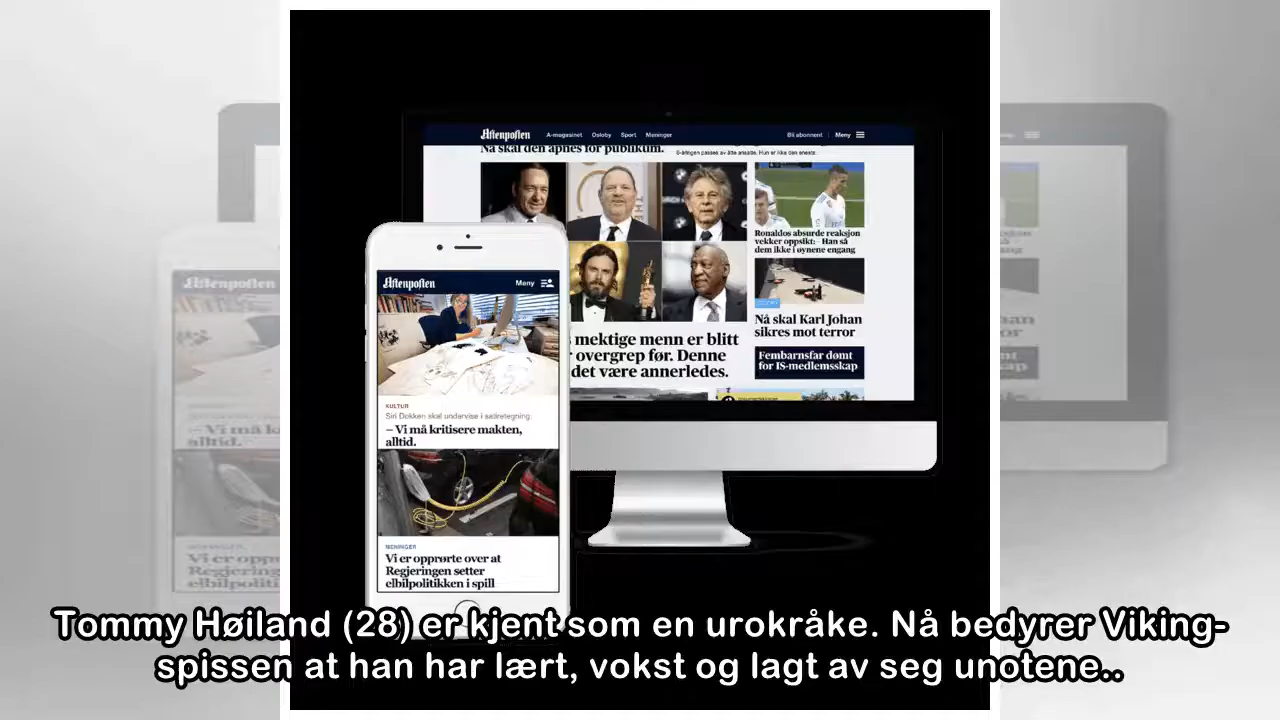 Aftenposten
A-magasinet Osloby Sport Meninger
Bli abonnent Meny
Nå skal den åpnes for publikum.
Ronaldos absurde reaksjon
vekker oppsikt: - Han så
dem ikke i øynene engang
Nå skal Karl Johan
sikres mot terror
Fembarnsfar dømt
for IS-medlemsskap
mektige menn er blitt
overgrep før. Denne
det være annerledes.
Aftenposten
Meny
KULTUR
Siri Dokken skal undervise i satiretegning:
– Vi må kritisere makten,
alltid.
MENINGER
Vi er opprørte over at
Regjeringen setter
elbilpolitikken i spill
Tommy Høiland (28) er kjent som en urokråke. Nå bedyrer Viking-
spissen at han har lært, vokst og lagt av seg unotene..